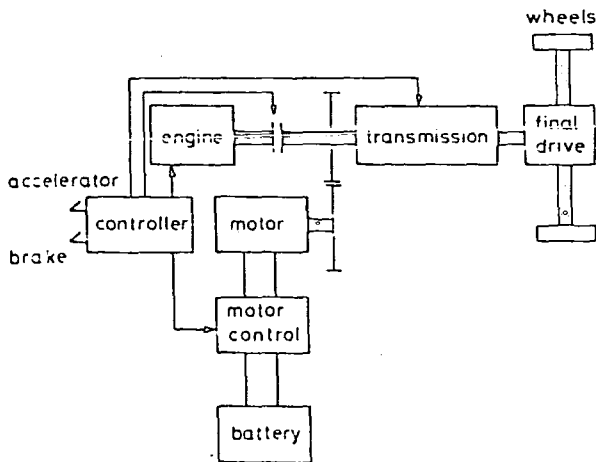 wheels
engine
transmission
final
drive
accelerator
controller
motor
brake
motor
control
battery